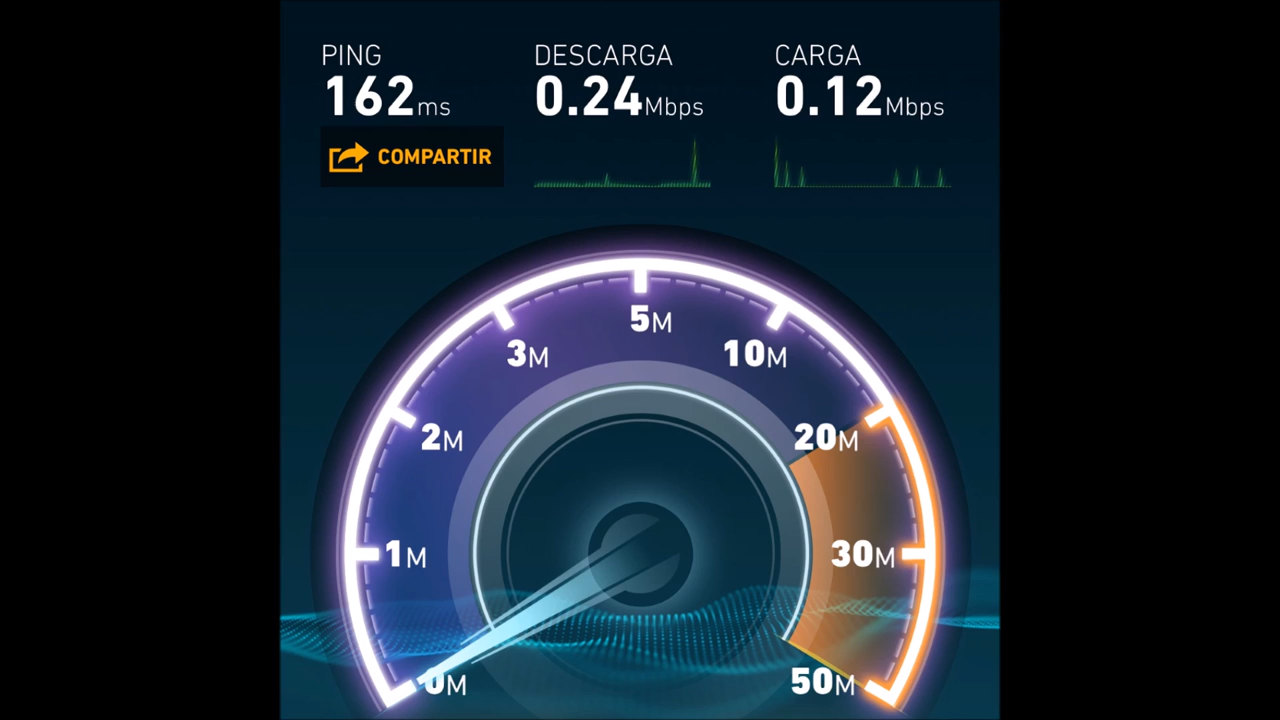 PING
162ms
DESCARGA
0.24Mbps
CARGA
0.12Mbps
COMPARTIR
5M
3M
10M
2M
20M
1M
30M
0M
50M